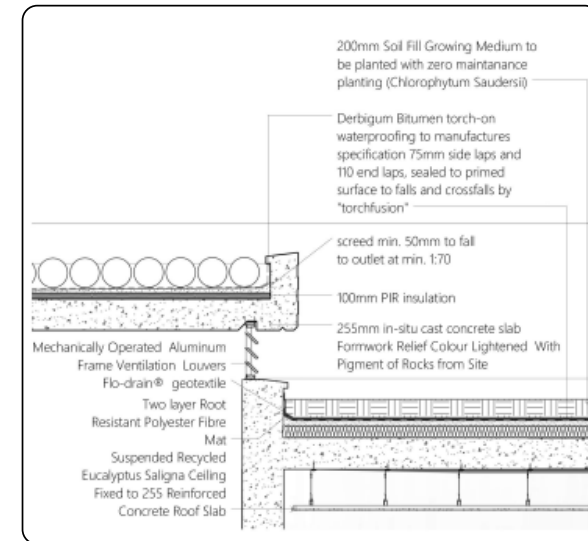 200mm Soil Fill Growing Medium to
be planted with zero maintanance
planting (Chlorophytum Saudersii)
Derbigum Bitumen torch-on
waterproofing to manufactures
specification 75mm side laps and
110 end laps, sealed to primed
surface to falls and crossfalls by
"torchfusion"
screed min. 50mm to fall
to outlet at min. 1:70
100mm PIR insulation
255mm in-situ cast concrete slab
Formwork Relief Colour Lightened With
Pigment of Rocks from Site
Mechanically Operated Aluminum
Frame Ventilation Louvers
Flo-drain® geotextile
Two layer Root
Resistant Polyester Fibre
Mat
Suspended Recycled
Eucalyptus Saligna Ceiling
Fixed to 255 Reinforced
Concrete Roof Slab